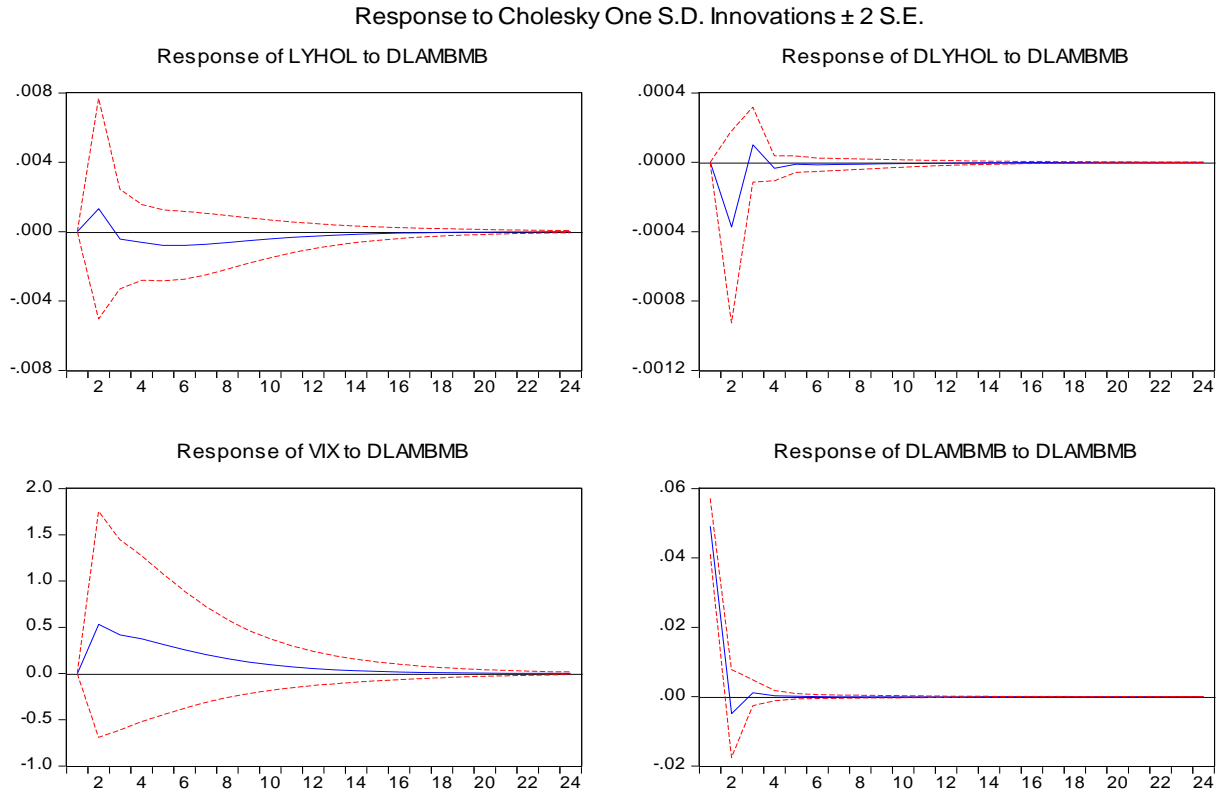 Response to Cholesky One S.D. Innovations ± 2 S.E.
Response of LYHOL to DLAMBMB
.008
.004
.000
-.004
-.008
2 4 6 8 10 12 14 16 18 20 22 24
Response of DLYHOL to DLAMBMB
.0004
.0000
-.0004
-.0008
-.0012
2 4 6 8 10 12 14 16 18 20 22 24
Response of VIX to DLAMBMB
2.0
1.5
1.0
0.5
0.0
-0.5
-1.0
2 4 6 8 10 12 14 16 18 20 22 24
Response of DLAMBMB to DLAMBMB
.06
.04
.02
.00
-.02
2 4 6 8 10 12 14 16 18 20 22 24